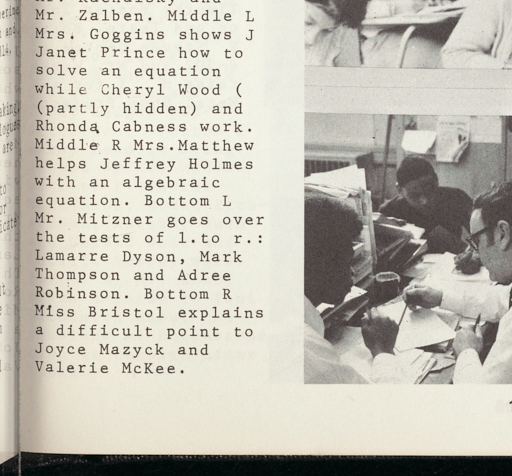 Mr. Zalben. Middle L
Mrs. Goggins shows J
Janet Prince how to
solve an equation
while Cheryl Wood (
(partly hidden) and
Rhonda Cabness work.
Middle R Mrs.Matthew
helps Jeffrey Holmes
with an algebraic
equation. Bottom L
Mr. Mitzner goes over
the tests of l.to r.:
Lamarre Dyson, Mark
Thompson and Adree
Robinson. Bottom R
Miss Bristol explains
a difficult point to
Joyce Mazyck and
Valerie McKee.